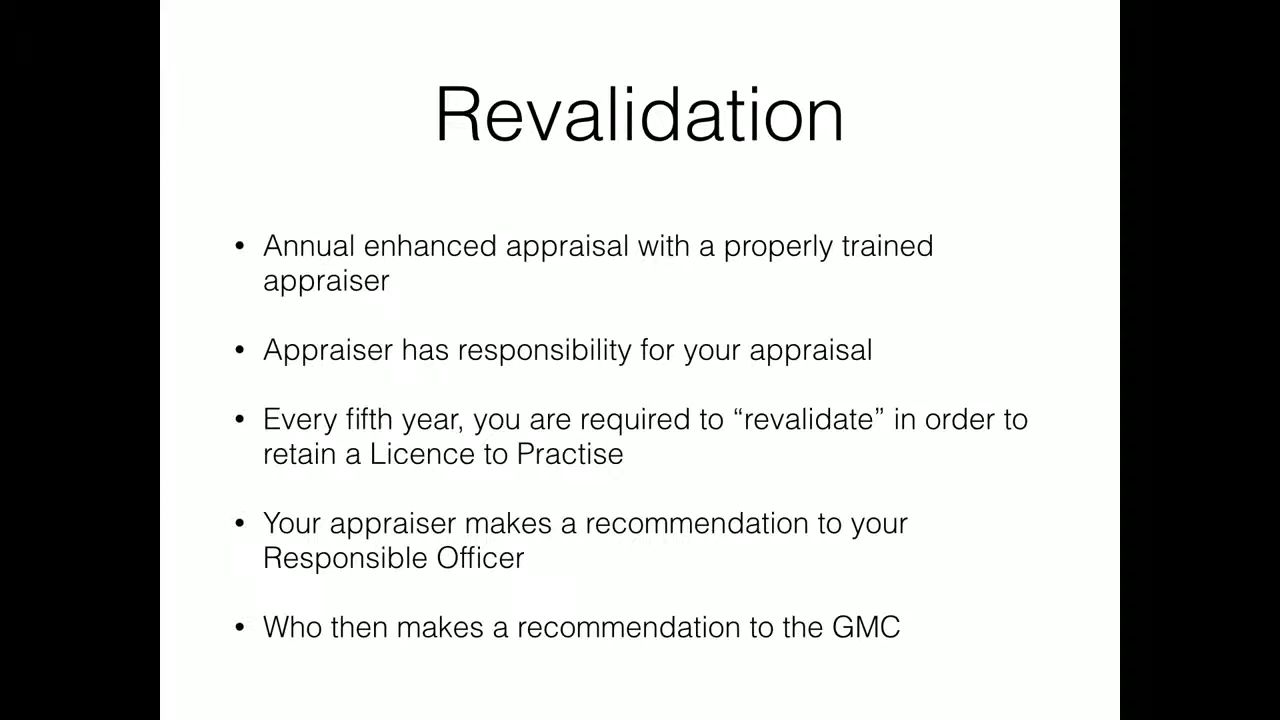 Revalidation
• Annual enhanced appraisal with a properly trained
appraiser
• Appraiser has responsibility for your appraisal
• Every fifth year, you are required to “revalidate” in order to
retain a Licence to Practise
• Your appraiser makes a recommendation to your
Responsible Officer
• Who then makes a recommendation to the GMC